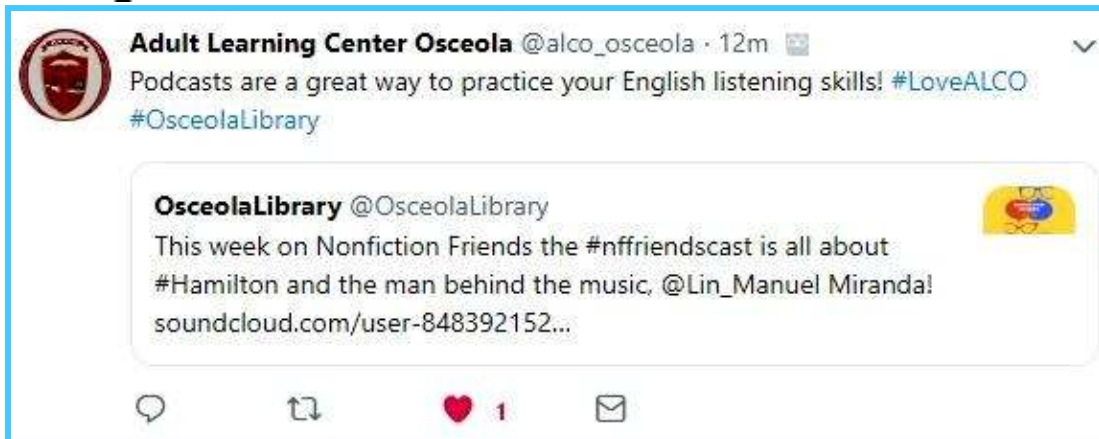 Adult Learning Center Osceola @alco_osceola · 12m
Podcasts are a great way to practice your English listening skills! #LoveALCO
#OsceolaLibrary
OsceolaLibrary @OsceolaLibrary
This week on Nonfiction Friends the #nffriendscast is all about
#Hamilton and the man behind the music, @Lin_Manuel Miranda!
soundcloud.com/user-848392152...
1